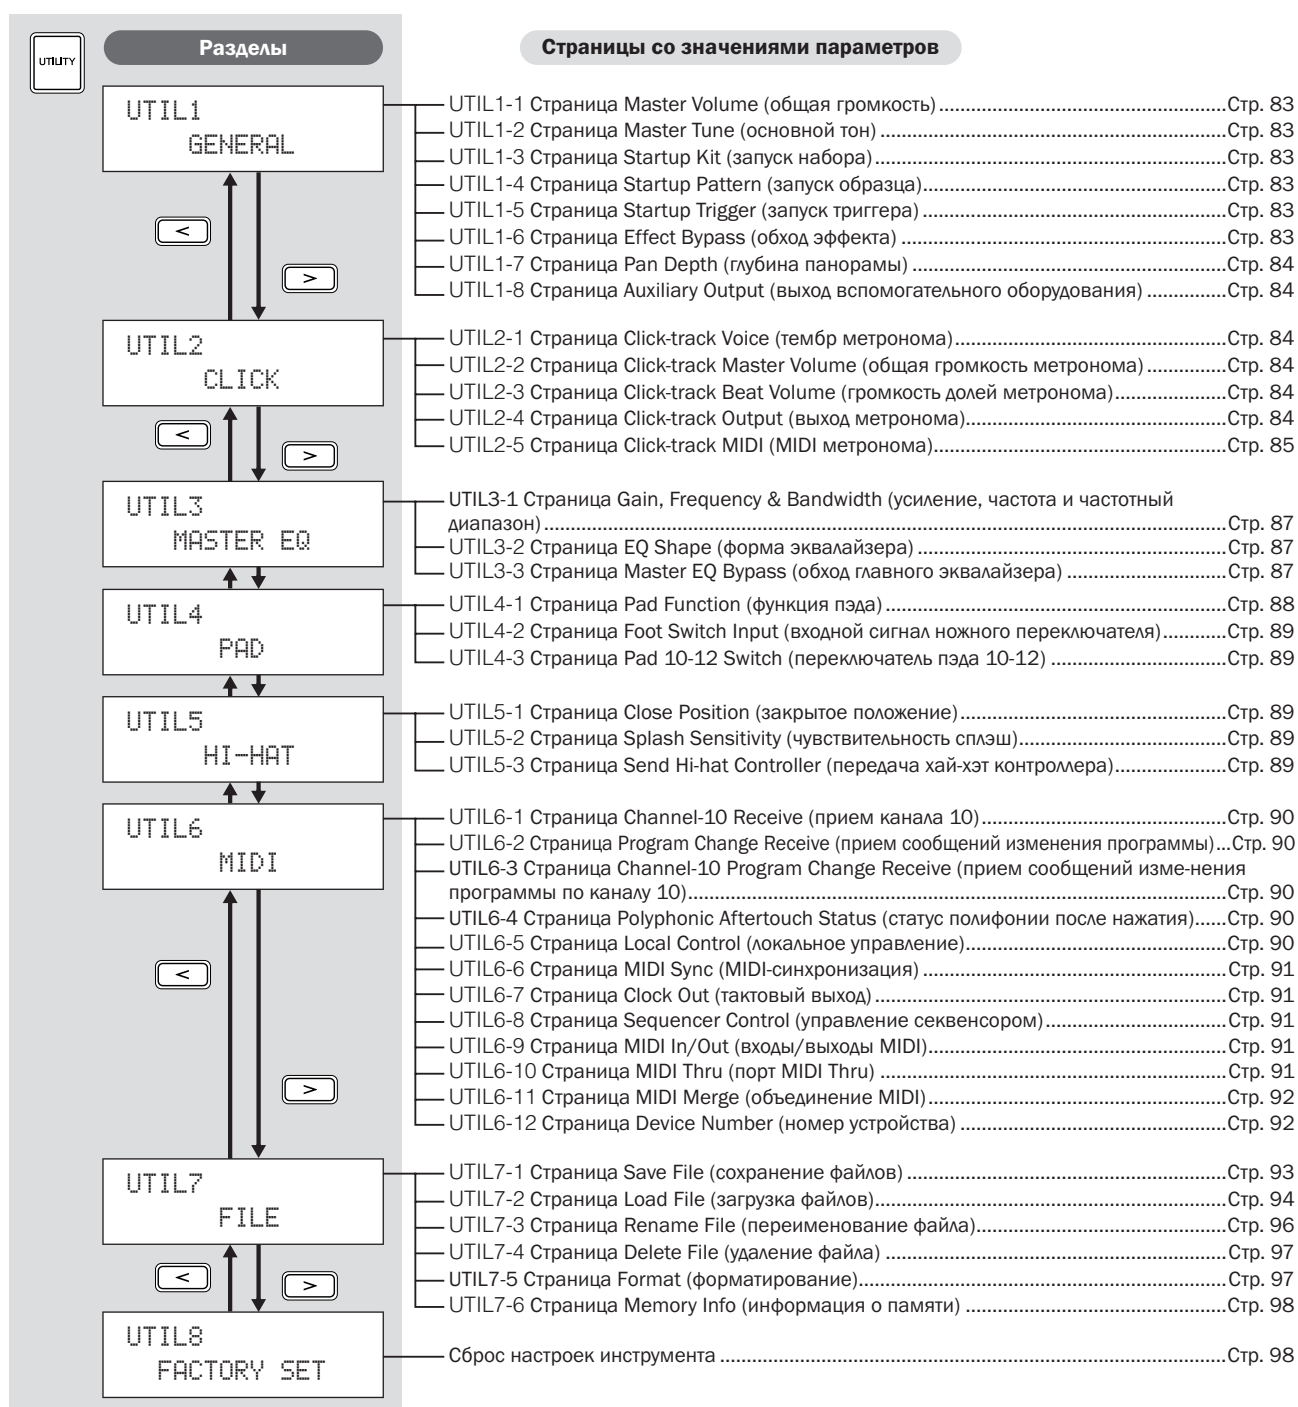 UTILITY
Разделы
Страницы со значениями параметров
UTIL1
GENERAL
UTIL1-1 Страница Master Volume (общая громкость)....Стр. 83
UTIL1-2 Страница Master Tune (основной тон)....Стр. 83
UTIL1-3 Страница Startup Kit (запуск набора)....Стр. 83
UTIL1-4 Страница Startup Pattern (запуск образца)....Стр. 83
UTIL1-5 Страница Startup Trigger (запуск триггера)....Стр. 83
UTIL1-6 Страница Effect Bypass (обход эффекта)....Стр. 83
UTIL1-7 Страница Pan Depth (глубина панорамы)....Стр. 84
UTIL1-8 Страница Auxiliary Output (выход вспомогательного оборудования)....Стр. 84
<
>
UTIL2
CLICK
UTIL2-1 Страница Click-track Voice (тембр метронома)....Стр. 84
UTIL2-2 Страница Click-track Master Volume (общая громкость метронома)....Стр. 84
UTIL2-3 Страница Click-track Beat Volume (громкость долей метронома)....Стр. 84
UTIL2-4 Страница Click-track Output (выход метронома)....Стр. 84
UTIL2-5 Страница Click-track MIDI (MIDI метронома)....Стр. 85
<
>
UTIL3
MASTER EQ
UTIL3-1 Страница Gain, Frequency & Bandwidth (усиление, частота и частотный
диапазон)....Стр. 87
UTIL3-2 Страница EQ Shape (форма эквалайзера)....Стр. 87
UTIL3-3 Страница Master EQ Bypass (обход главного эквалайзера)....Стр. 87
UTIL4
PAD
UTIL4-1 Страница Pad Function (функция пэда)....Стр. 88
UTIL4-2 Страница Foot Switch Input (входной сигнал ножного переключателя)....Стр. 89
UTIL4-3 Страница Pad 10-12 Switch (переключатель пэда 10-12)....Стр. 89
UTIL5
HI-HAT
UTIL5-1 Страница Close Position (закрытое положение)....Стр. 89
UTIL5-2 Страница Splash Sensitivity (чувствительность сплэш)....Стр. 89
UTIL5-3 Страница Send Hi-hat Controller (передача хай-хэт контроллера)....Стр. 89
UTIL6
MIDI
UTIL6-1 Страница Channel-10 Receive (прием канала 10)....Стр. 90
UTIL6-2 Страница Program Change Receive (прием сообщений изменения программы)...Стр. 90
UTIL6-3 Страница Channel-10 Program Change Receive (прием сообщений изме-нения
программы по каналу 10)....Стр. 90
UTIL6-4 Страница Polyphonic Aftertouch Status (статус полифонии после нажатия)......Стр. 90
UTIL6-5 Страница Local Control (локальное управление)....Стр. 90
UTIL6-6 Страница MIDI Sync (MIDI-синхронизация)....Стр. 91
UTIL6-7 Страница Clock Out (тактовый выход)....Стр. 91
UTIL6-8 Страница Sequencer Control (управление секвенсором)....Стр. 91
UTIL6-9 Страница MIDI In/Out (входы/выходы MIDI)....Стр. 91
UTIL6-10 Страница MIDI Thru (порт MIDI Thru)....Стр. 91
UTIL6-11 Страница MIDI Merge (объединение MIDI)....Стр. 92
UTIL6-12 Страница Device Number (номер устройства)....Стр. 92
<
>
UTIL7
FILE
UTIL7-1 Страница Save File (сохранение файлов)....Стр. 93
UTIL7-2 Страница Load File (загрузка файлов)....Стр. 94
UTIL7-3 Страница Rename File (переименование файла)....Стр. 96
UTIL7-4 Страница Delete File (удаление файла)....Стр. 97
UTIL7-5 Страница Format (форматирование)....Стр. 97
UTIL7-6 Страница Memory Info (информация о памяти)....Стр. 98
<
>
UTIL8
FACTORY SET
Сброс настроек инструмента....Стр. 98